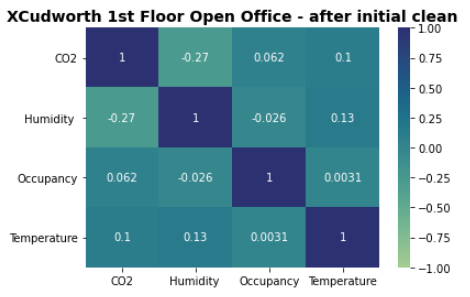 XCudworth 1st Floor Open Office - after initial clean
CO2 1 -0.27 0.062 0.1
Humidity -0.27 1 -0.026 0.13
Occupancy 0.062 -0.026 1 0.0031
Temperature 0.1 0.13 0.0031 1
CO2 Humidity Occupancy Temperature
1.00
0.75
0.50
0.25
0.00
−0.25
−0.50
−0.75
−1.00